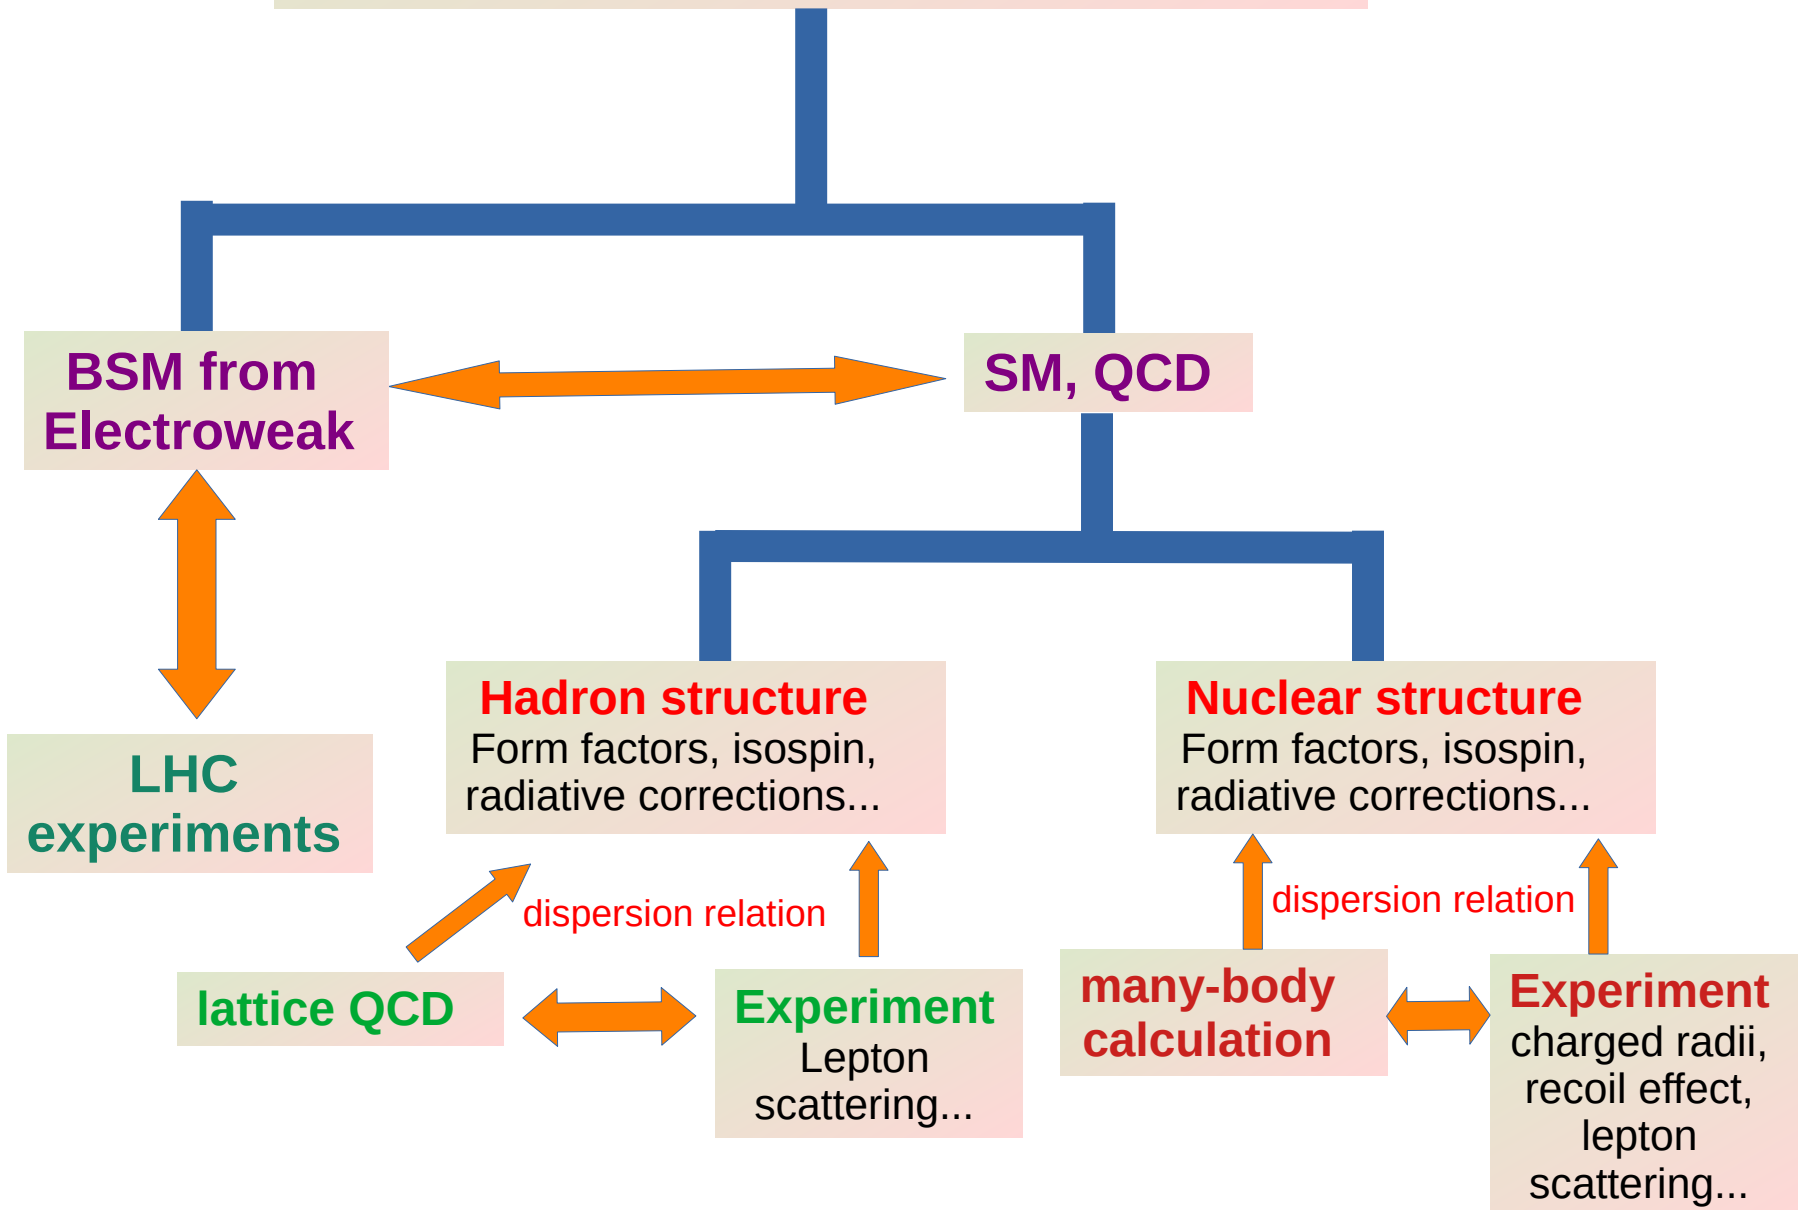 BSM from
Electroweak
SM, QCD
LHC
experiments
Hadron structure
Form factors, isospin,
radiative corrections...
Nuclear structure
Form factors, isospin,
radiative corrections...
dispersion relation
dispersion relation
lattice QCD
Experiment
Lepton
scattering...
many-body
calculation
Experiment
charged radii,
recoil effect,
lepton
scattering...